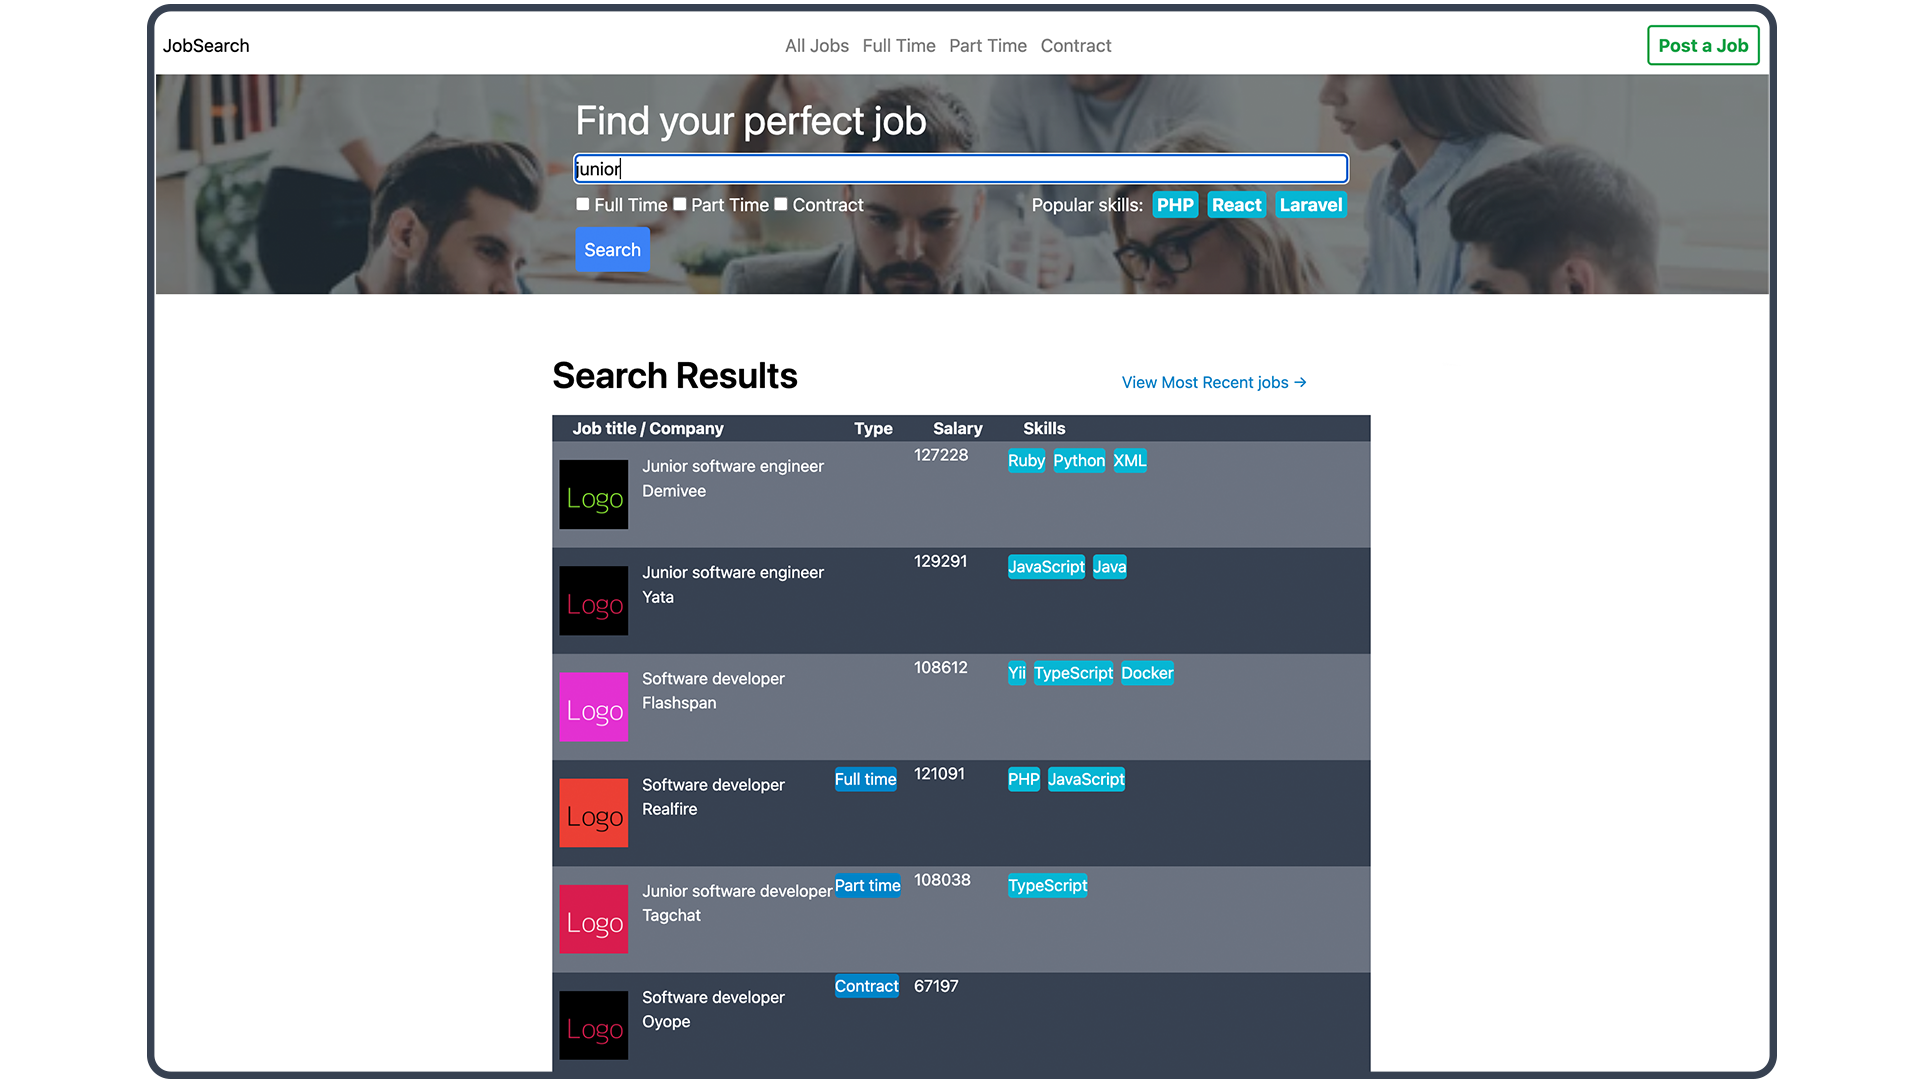 JobSearch All Jobs Full Time Part Time Contract Post a Job
Find your perfect job
junior
Full Time Part Time Contract Popular skills: PHP React Laravel
Search
Search Results View Most Recent jobs →
Job title / Company Type Salary Skills
Logo Junior software engineer 127228 Ruby Python XML
Demivee
Logo Junior software engineer 129291 JavaScript Java
Yata
Logo Software developer 108612 Yii TypeScript Docker
Flashspan
Logo Software developer Full time 121091 PHP JavaScript
Realfire
Logo Junior software developer Part time 108038 TypeScript
Tagchat
Logo Software developer Contract 67197
Oyope